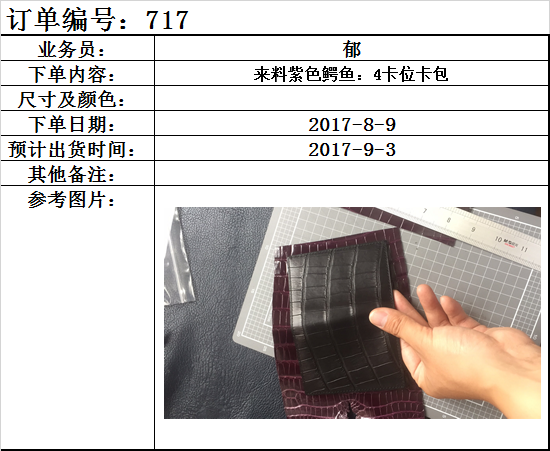 订单编号：717
业务员： 郁
下单内容： 来料紫色鳄鱼：4卡位卡包
尺寸及颜色：
下单日期： 2017-8-9
预计出货时间： 2017-9-3
其他备注：
参考图片：
7 8 9 10 11